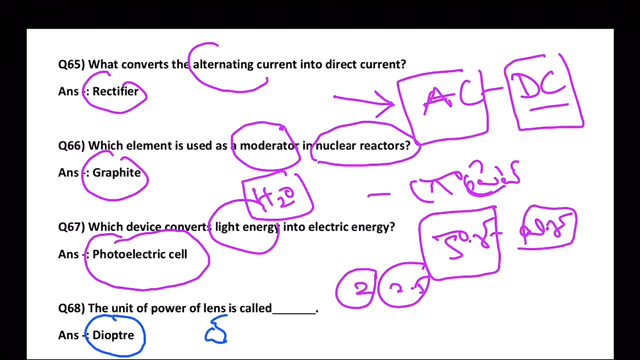 Q65) What converts the alternating current into direct current?
Ans -: Rectifier
AC - DC
Q66) Which element is used as a moderator in nuclear reactors?
Ans -: Graphite
H2O
Q67) Which device converts light energy into electric energy?
Ans -: Photoelectric cell
Q68) The unit of power of lens is called_______.
Ans -: Dioptre